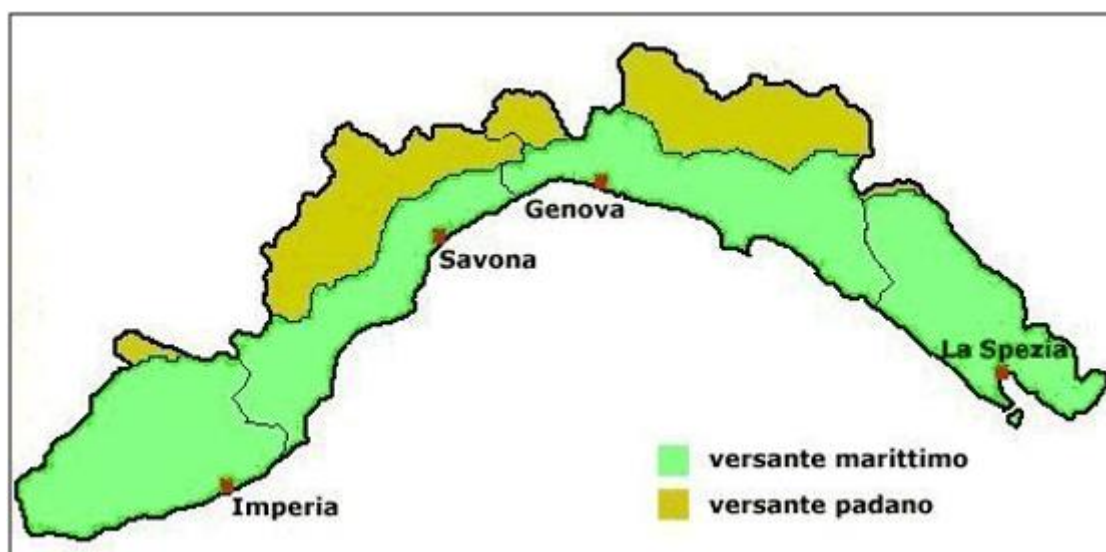 Genova
Savona
La Spezia
Imperia
versante marittimo
versante padano